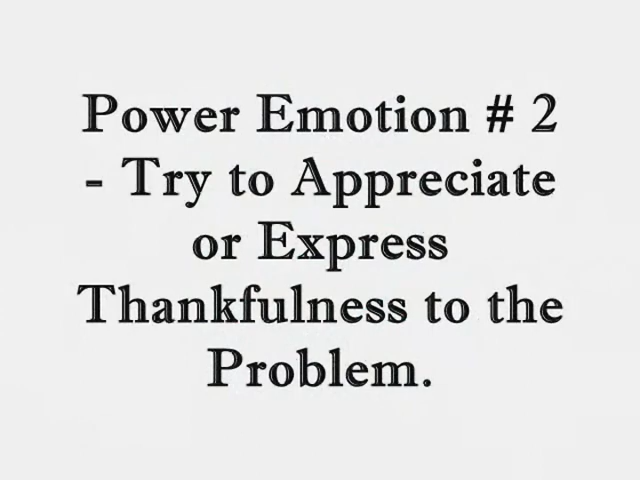 Power Emotion # 2
- Try to Appreciate
or Express
Thankfulness to the
Problem.